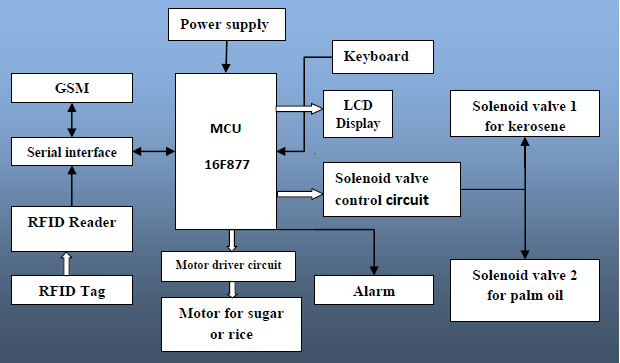 Power supply
Keyboard
GSM
MCU
16F877
LCD
Display
Solenoid valve 1
for kerosene
Serial interface
Solenoid valve
control circuit
RFID Reader
Motor driver circuit
Solenoid valve 2
for palm oil
RFID Tag
Alarm
Motor for sugar
or rice